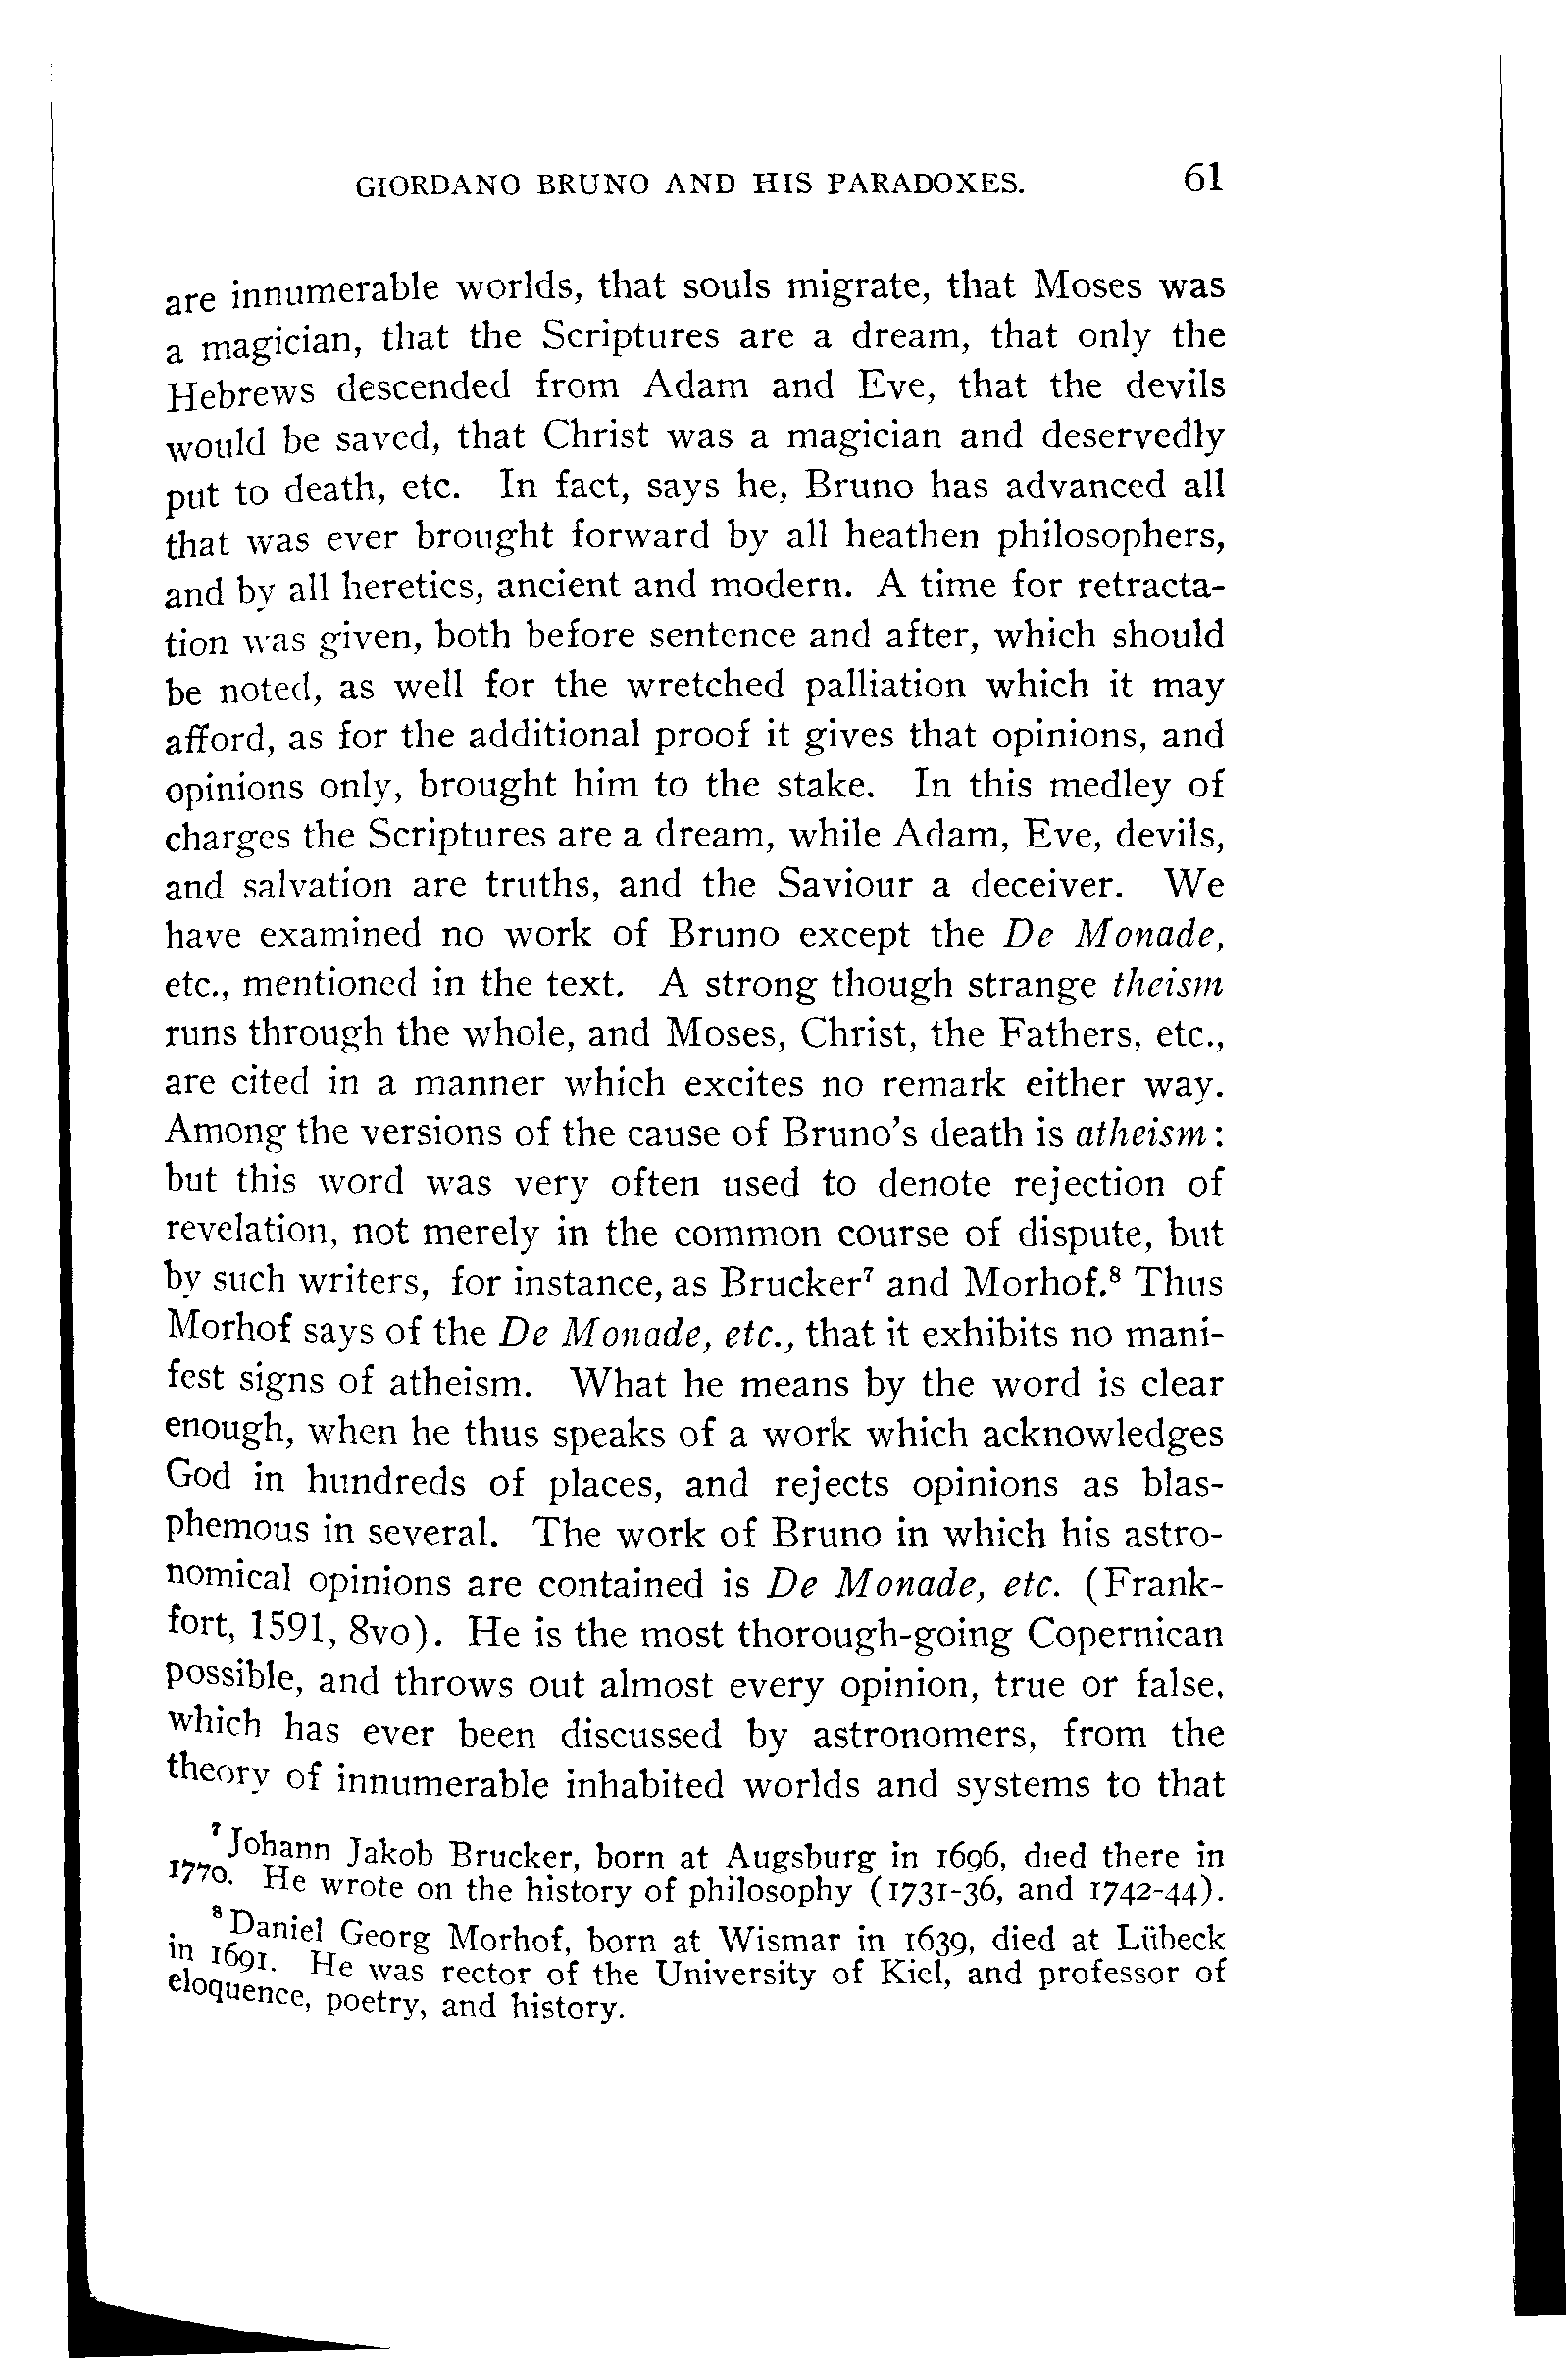 GIORDANO BRUNO AND HIS PARADOXES. 61
are innumerable worlds, that souls migrate, that Moses was
a magician, that the Scriptures are a dream, that only the
Hebrews descended from Adam and Eve, that the devils
would be saved, that Christ was a magician and deservedly
put to death, etc. In fact, says he, Bruno has advanced all
that was ever brought forward by all heathen philosophers,
and by all heretics, ancient and modern. A time for retracta-
tion was given, both before sentence and after, which should
be noted, as well for the wretched palliation which it may
afford, as for the additional proof it gives that opinions, and
opinions only, brought him to the stake. In this medley of
charges the Scriptures are a dream, while Adam, Eve, devils,
and salvation are truths, and the Saviour a deceiver. We
have examined no work of Bruno except the De Monade,
etc., mentioned in the text. A strong though strange theism
runs through the whole, and Moses, Christ, the Fathers, etc.,
are cited in a manner which excites no remark either way.
Among the versions of the cause of Bruno's death is atheism:
but this word was very often used to denote rejection of
revelation, not merely in the common course of dispute, but
by such writers, for instance, as Brucker⁷ and Morhof.⁸ Thus
Morhof says of the De Monade, etc., that it exhibits no mani-
fest signs of atheism. What he means by the word is clear
enough, when he thus speaks of a work which acknowledges
God in hundreds of places, and rejects opinions as blas-
phemous in several. The work of Bruno in which his astro-
nomical opinions are contained is De Monade, etc. (Frank-
fort, 1591, 8vo). He is the most thorough-going Copernican
possible, and throws out almost every opinion, true or false,
which has ever been discussed by astronomers, from the
theory of innumerable inhabited worlds and systems to that
⁷ Johann Jakob Brucker, born at Augsburg in 1696, died there in
1770. He wrote on the history of philosophy (1731-36, and 1742-44).
⁸ Daniel Georg Morhof, born at Wismar in 1639, died at Lübeck
in 1691. He was rector of the University of Kiel, and professor of
eloquence, poetry, and history.